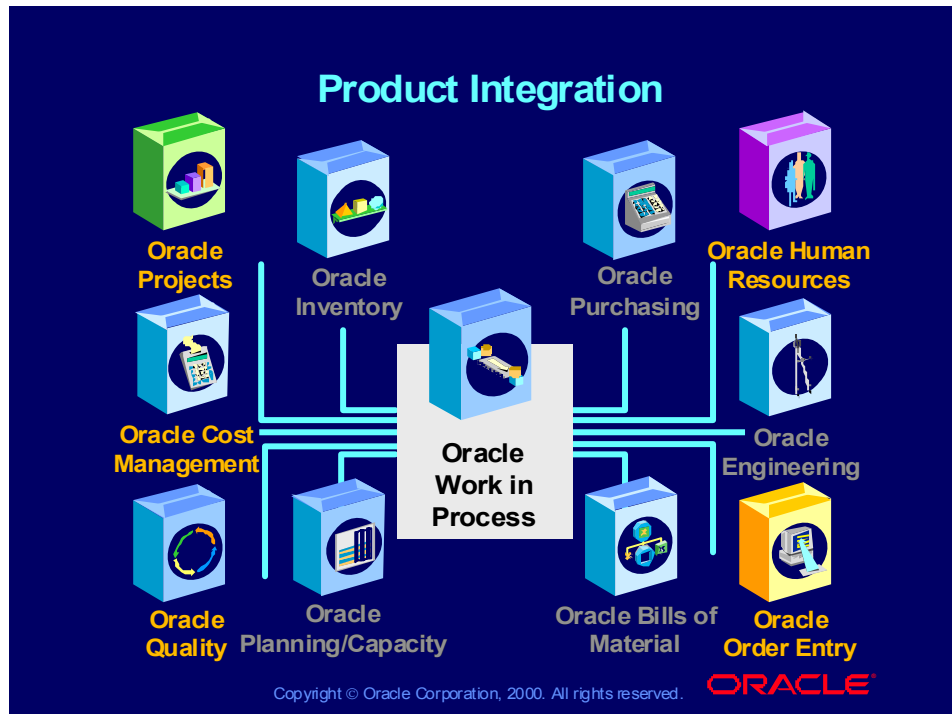 Product Integration
Oracle
Projects
Oracle
Inventory
Oracle
Purchasing
Oracle Human
Resources
Oracle Cost
Management
Oracle
Work in
Process
Oracle
Engineering
Oracle
Quality
Oracle
Planning/Capacity
Oracle Bills of
Material
Oracle
Order Entry
Copyright © Oracle Corporation, 2000. All rights reserved.
ORACLE®